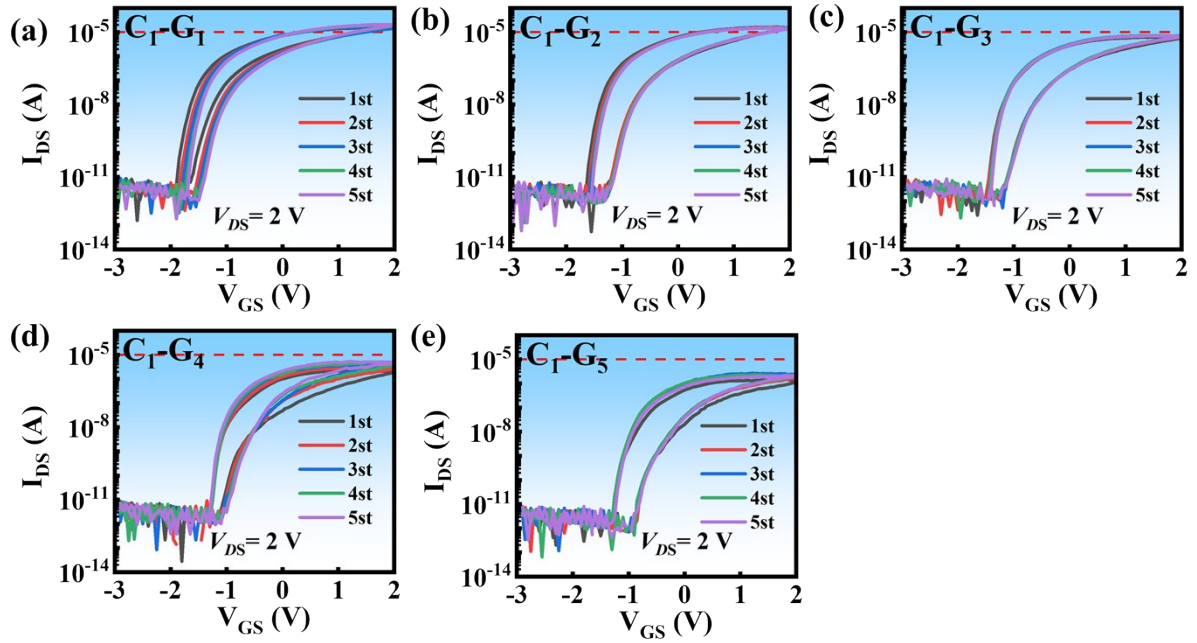 (a)
C₁-G₁
10⁻⁵
10⁻⁸
10⁻¹¹
10⁻¹⁴
I_DS (A)
1st
2st
3st
4st
5st
V_DS= 2 V
-3 -2 -1 0 1 2
V_GS (V)
(b)
C₁-G₂
10⁻⁵
10⁻⁸
10⁻¹¹
10⁻¹⁴
I_DS (A)
1st
2st
3st
4st
5st
V_DS= 2 V
-3 -2 -1 0 1 2
V_GS (V)
(c)
C₁-G₃
10⁻⁵
10⁻⁸
10⁻¹¹
10⁻¹⁴
I_DS (A)
1st
2st
3st
4st
5st
V_DS= 2 V
-3 -2 -1 0 1 2
V_GS (V)
(d)
C₁-G₄
10⁻⁵
10⁻⁸
10⁻¹¹
10⁻¹⁴
I_DS (A)
1st
2st
3st
4st
5st
V_DS= 2 V
-3 -2 -1 0 1 2
V_GS (V)
(e)
C₁-G₅
10⁻⁵
10⁻⁸
10⁻¹¹
10⁻¹⁴
I_DS (A)
1st
2st
3st
4st
5st
V_DS= 2 V
-3 -2 -1 0 1 2
V_GS (V)